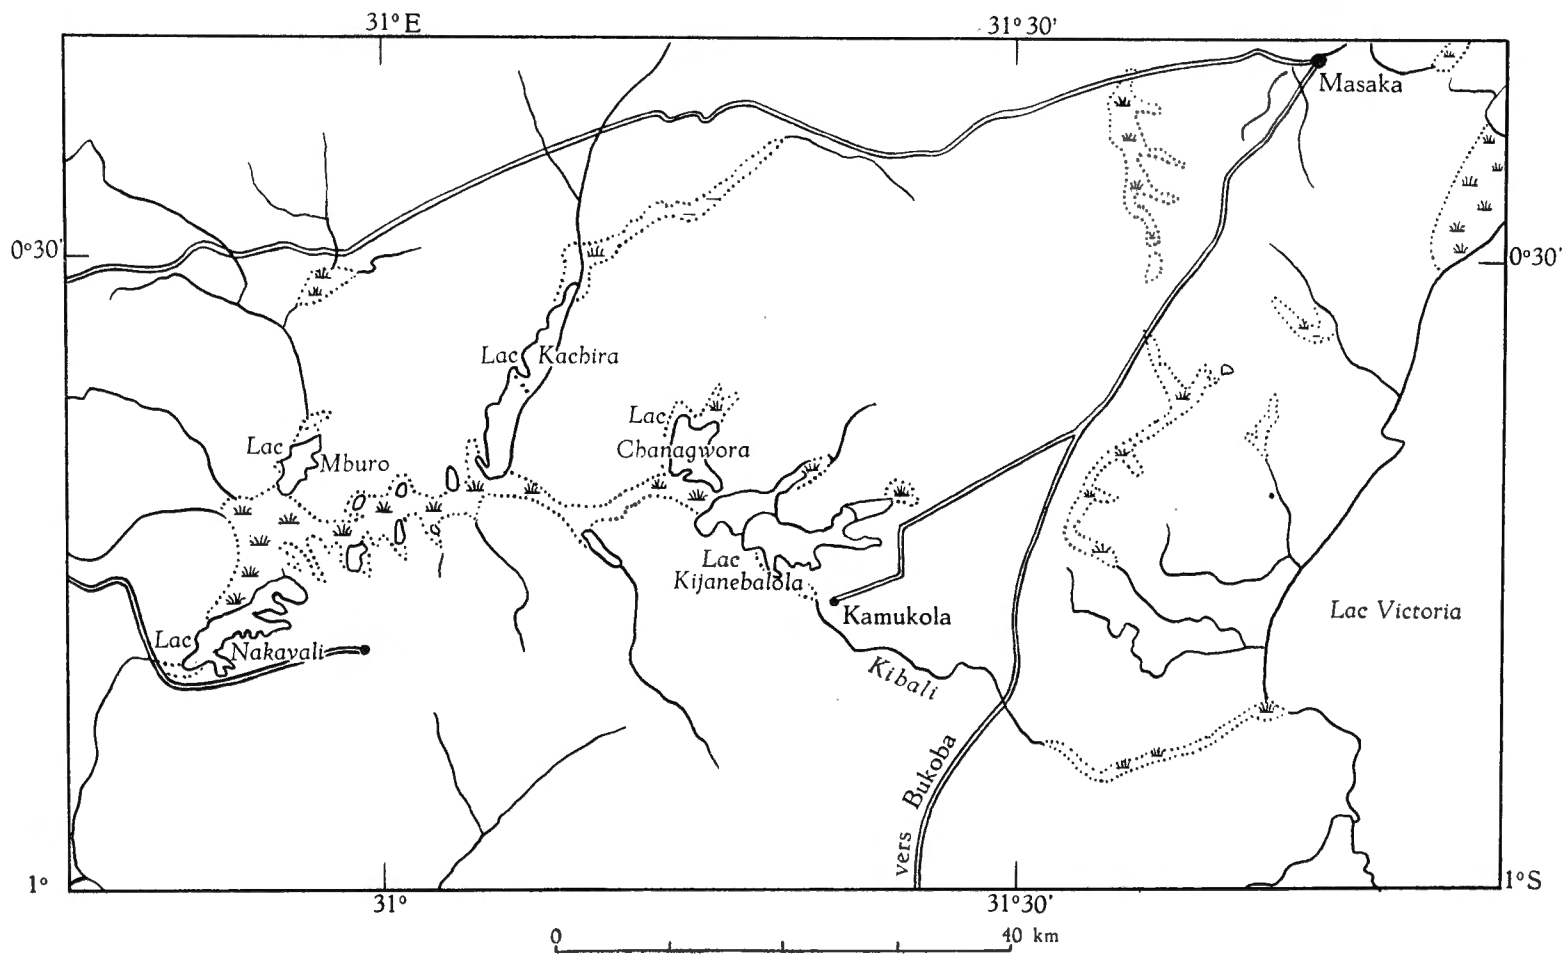 31° E
31° 30'
Masaka
0° 30'
0° 30'
Lac Kachira
Lac
Chanagwora
Lac
Mburo
Lac
Kijanebalola
Kamukola
Lac Victoria
Lac
Nakavali
Kibali
vers Bukoba
1°
1° S
31°
31° 30'
0
40 km